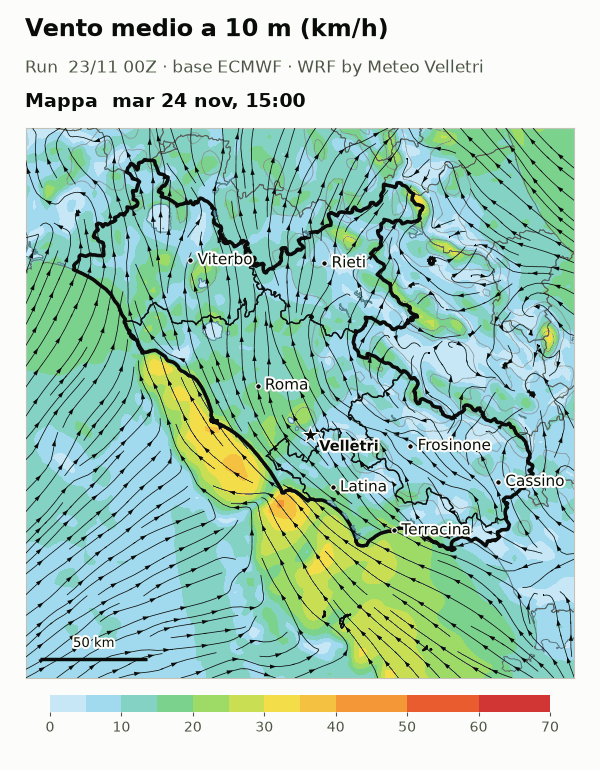 Vento medio a 10 m (km/h)
Run 23/11 00Z · base ECMWF · WRF by Meteo Velletri
Mappa mar 24 nov, 15:00
Viterbo
Rieti
Roma
Velletri
Frosinone
Latina
Cassino
Terracina
50 km
0 10 20 30 40 50 60 70